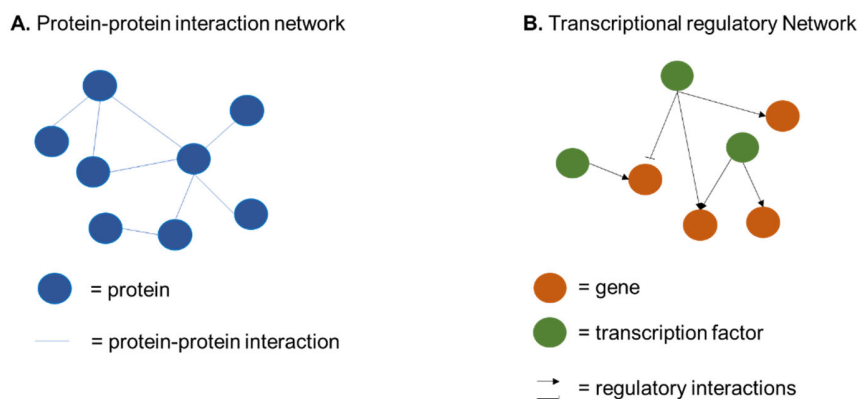 A. Protein-protein interaction network
B. Transcriptional regulatory Network
= protein
= protein-protein interaction
= gene
= transcription factor
= regulatory interactions